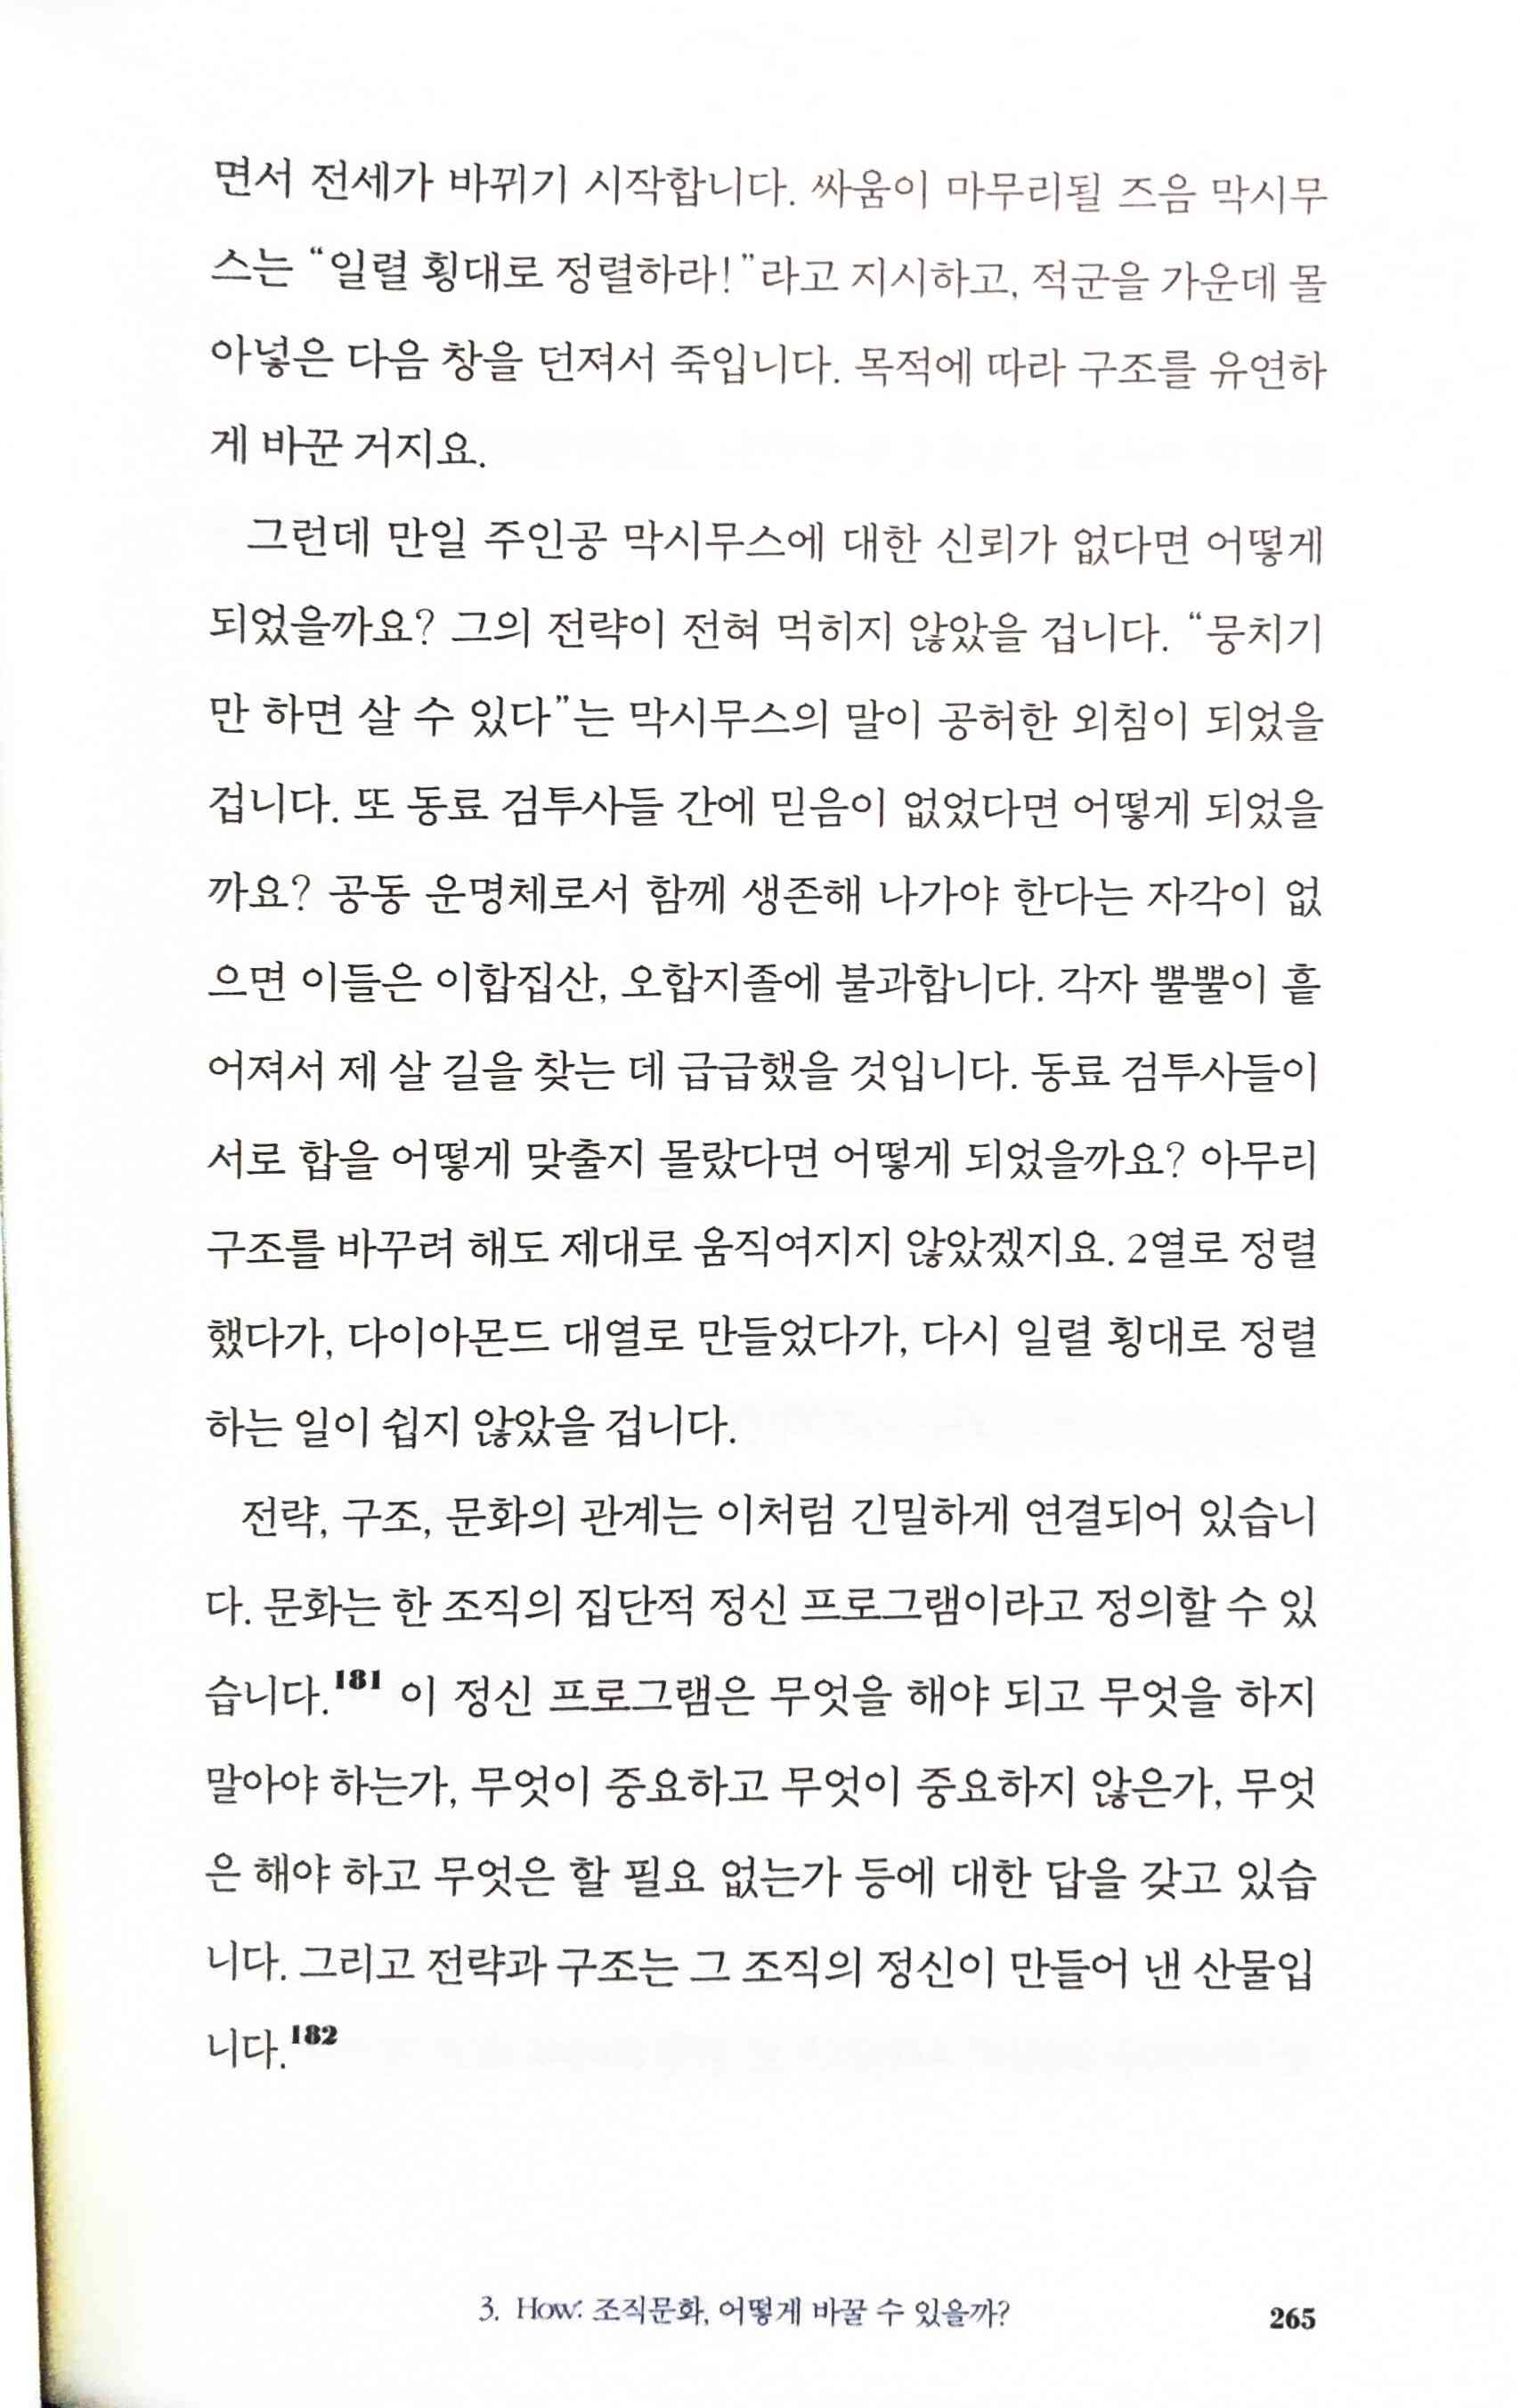 면서 전세가 바뀌기 시작합니다. 싸움이 마무리될 즈음 막시무
스는 “일렬 횡대로 정렬하라!”라고 지시하고, 적군을 가운데 몰
아넣은 다음 창을 던져서 죽입니다. 목적에 따라 구조를 유연하
게 바꾼 거지요.
그런데 만일 주인공 막시무스에 대한 신뢰가 없다면 어떻게
되었을까요? 그의 전략이 전혀 먹히지 않았을 겁니다. “뭉치기
만 하면 살 수 있다”는 막시무스의 말이 공허한 외침이 되었을
겁니다. 또 동료 검투사들 간에 믿음이 없었다면 어떻게 되었을
까요? 공동 운명체로서 함께 생존해 나가야 한다는 자각이 없
으면 이들은 이합집산, 오합지졸에 불과합니다. 각자 뿔뿔이 흩
어져서 제 살 길을 찾는 데 급급했을 것입니다. 동료 검투사들이
서로 합을 어떻게 맞출지 몰랐다면 어떻게 되었을까요? 아무리
구조를 바꾸려 해도 제대로 움직여지지 않았겠지요. 2열로 정렬
했다가, 다이아몬드 대열로 만들었다가, 다시 일렬 횡대로 정렬
하는 일이 쉽지 않았을 겁니다.
전략, 구조, 문화의 관계는 이처럼 긴밀하게 연결되어 있습니
다. 문화는 한 조직의 집단적 정신 프로그램이라고 정의할 수 있
습니다.181 이 정신 프로그램은 무엇을 해야 되고 무엇을 하지
말아야 하는가, 무엇이 중요하고 무엇이 중요하지 않은가, 무엇
은 해야 하고 무엇은 할 필요 없는가 등에 대한 답을 갖고 있습
니다. 그리고 전략과 구조는 그 조직의 정신이 만들어 낸 산물입
니다.182
3. How: 조직문화, 어떻게 바꿀 수 있을까? 265